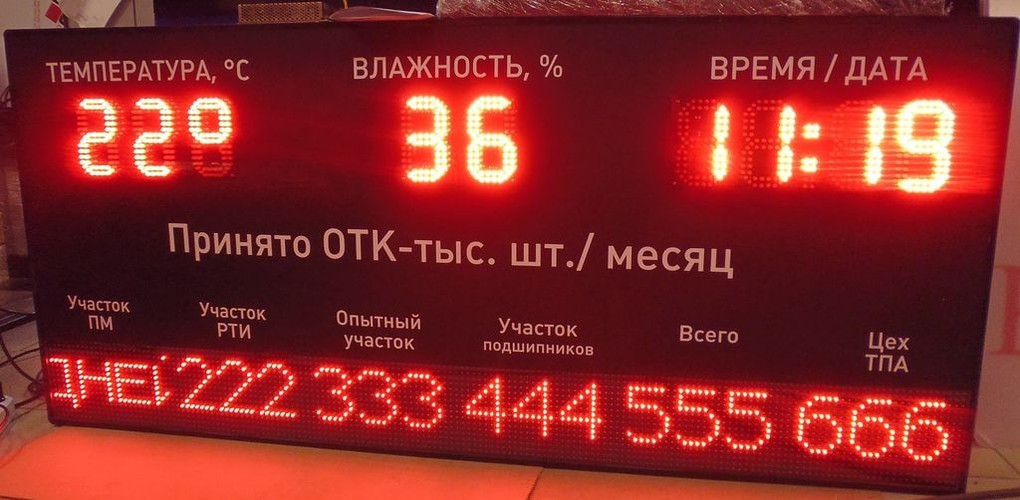 ТЕМПЕРАТУРА, °С ВЛАЖНОСТЬ, % ВРЕМЯ / ДАТА
22° 36 11:19
Принято ОТК-тыс. шт./ месяц
Участок ПМ
Участок РТИ
Опытный участок
Участок подшипников
Всего
Цех ТПА
222 333 444 555 666